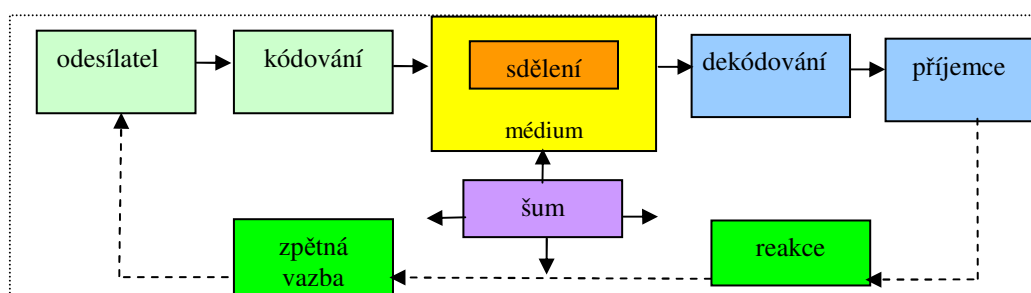 odesílatel
kódování
sdělení
médium
dekódování
příjemce
šum
zpětná
vazba
reakce